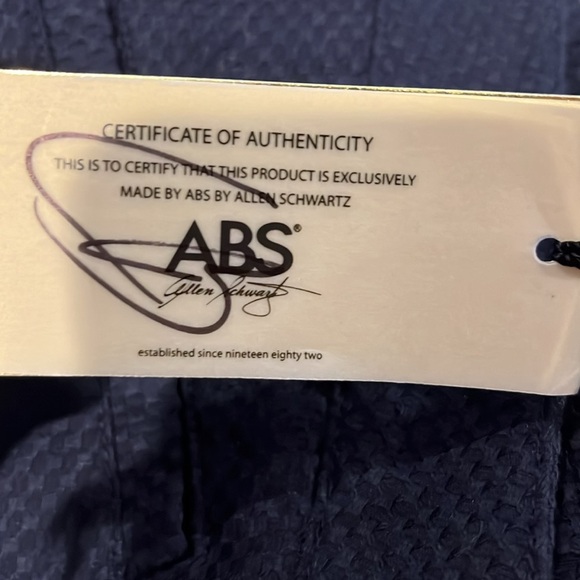 CERTIFICATE OF AUTHENTICITY
THIS IS TO CERTIFY THAT THIS PRODUCT IS EXCLUSIVELY
MADE BY ABS BY ALLEN SCHWARTZ
ABS®
Allen Schwartz
established since nineteen eighty two